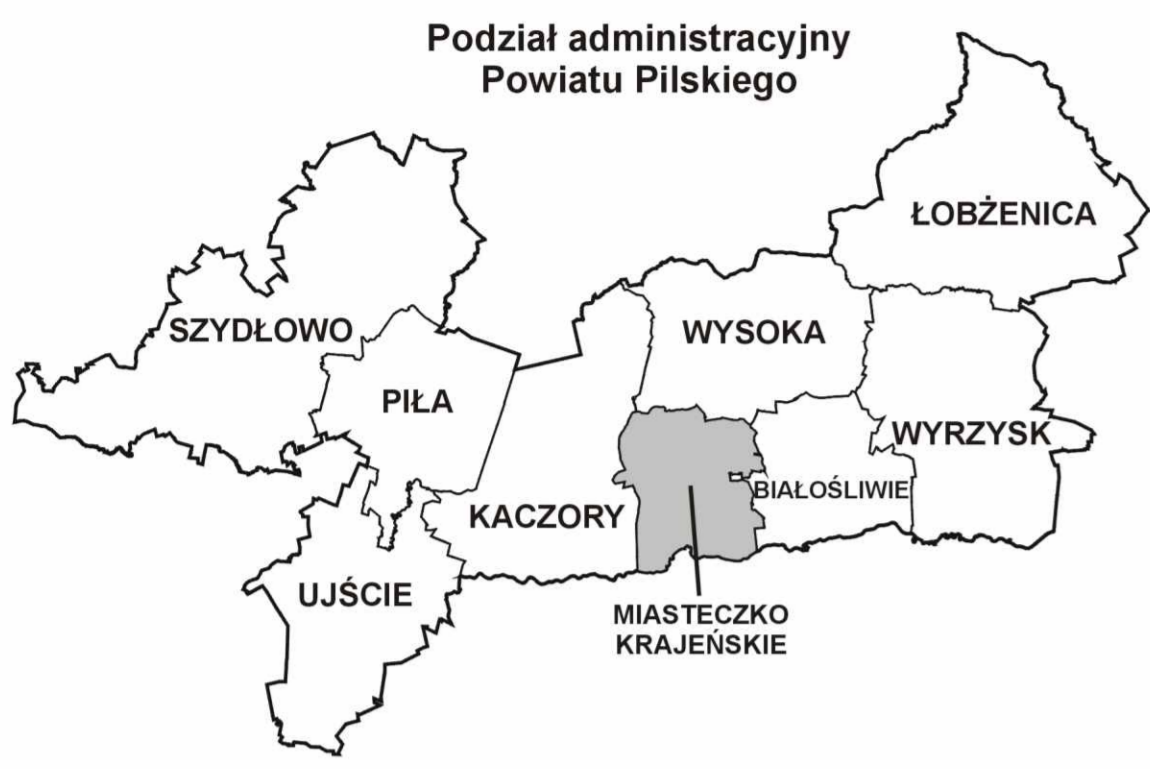 Podział administracyjny
Powiatu Pilskiego
ŁOBŻENICA
SZYDŁOWO
WYSOKA
PIŁA
WYRZYSK
BIAŁOŚLIWIE
KACZORY
UJŚCIE
MIASTECZKO
KRAJEŃSKIE